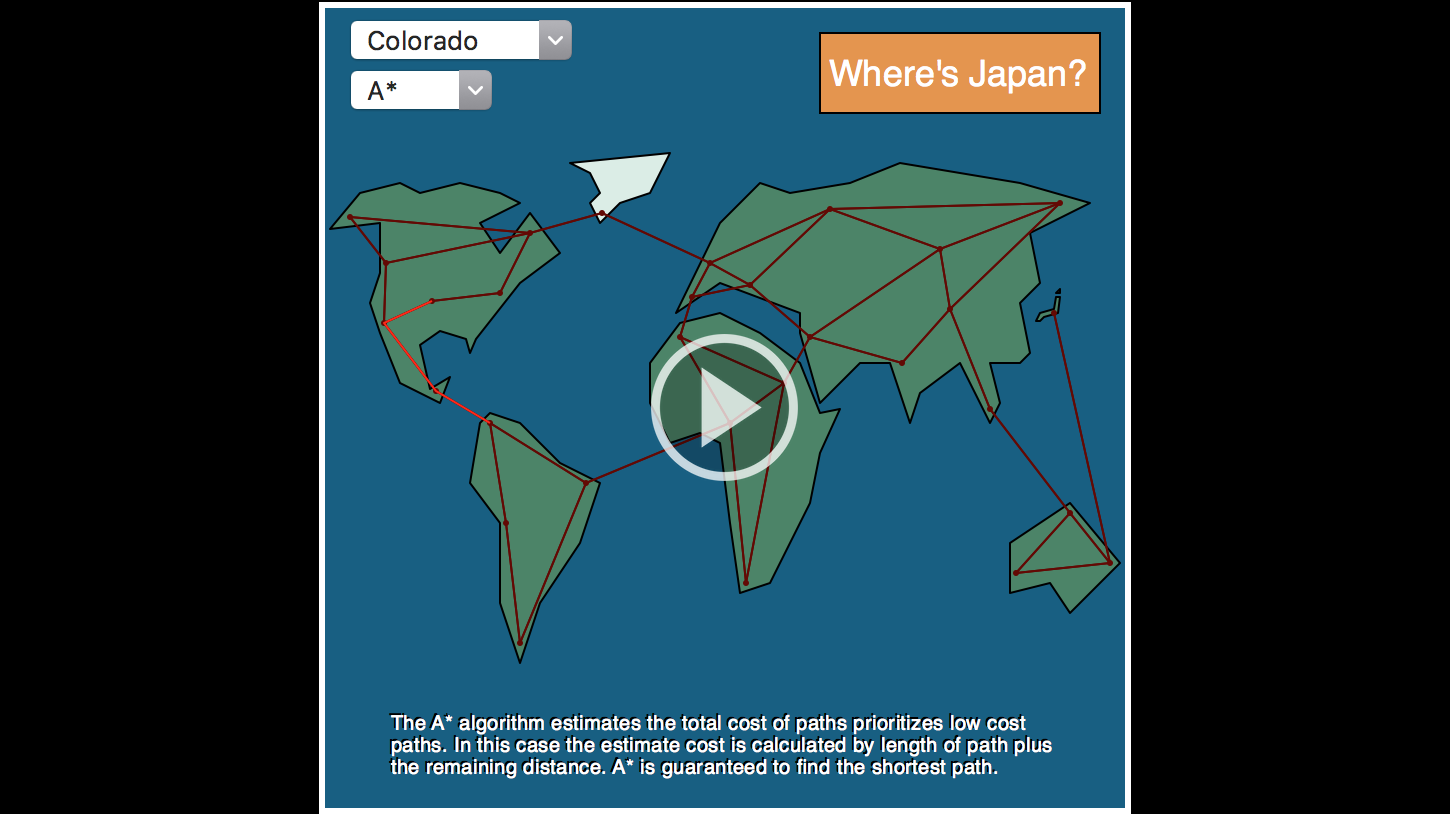 Colorado
A*
Where's Japan?
The A* algorithm estimates the total cost of paths prioritizes low cost
paths. In this case the estimate cost is calculated by length of path plus
the remaining distance. A* is guaranteed to find the shortest path.